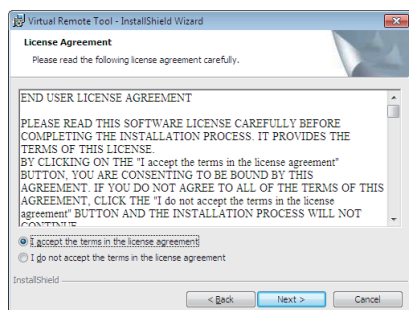 Virtual Remote Tool - InstallShield Wizard
License Agreement
Please read the following license agreement carefully.
END USER LICENSE AGREEMENT
PLEASE READ THIS SOFTWARE LICENSE CAREFULLY BEFORE
COMPLETING THE INSTALLATION PROCESS. IT PROVIDES THE
TERMS OF THIS LICENSE.
BY CLICKING ON THE "I accept the terms in the license agreement"
BUTTON, YOU ARE CONSENTING TO BE BOUND BY THIS
AGREEMENT. IF YOU DO NOT AGREE TO ALL OF THE TERMS OF THIS
AGREEMENT, CLICK THE "I do not accept the terms in the license
agreement" BUTTON AND THE INSTALLATION PROCESS WILL NOT
CONTINUE.
I accept the terms in the license agreement
I do not accept the terms in the license agreement
InstallShield
< Back
Next >
Cancel